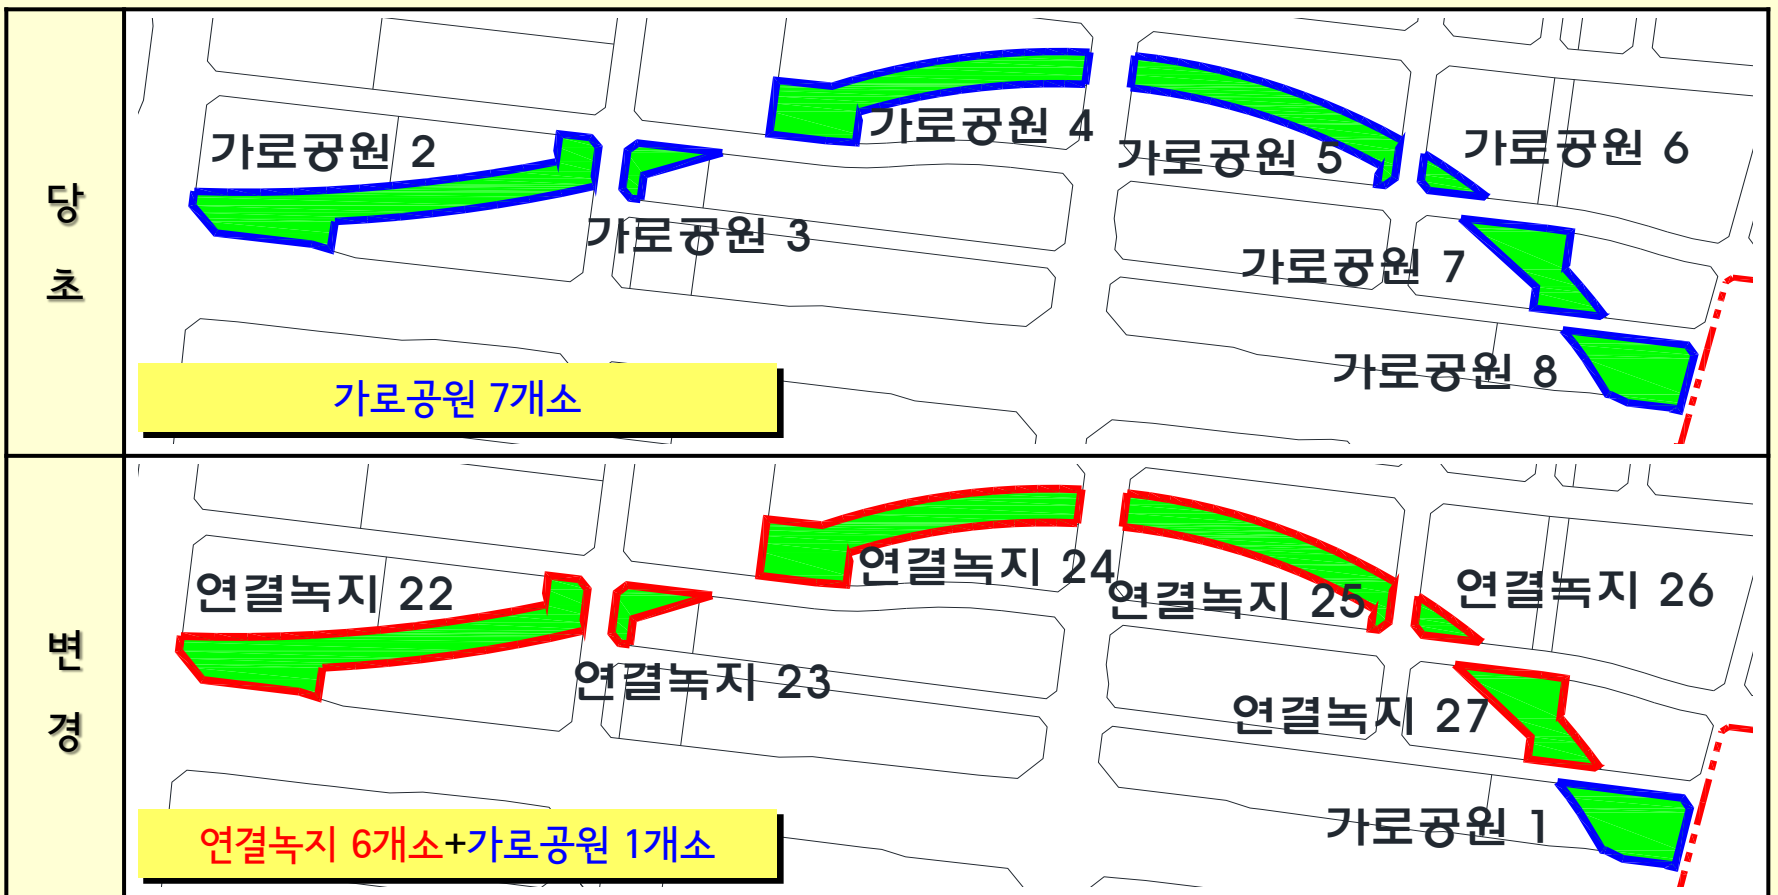 당
초
가로공원 2
가로공원 3
가로공원 4
가로공원 5
가로공원 6
가로공원 7
가로공원 8
가로공원 7개소
변
경
연결녹지 22
연결녹지 23
연결녹지 24
연결녹지 25
연결녹지 26
연결녹지 27
가로공원 1
연결녹지 6개소+가로공원 1개소